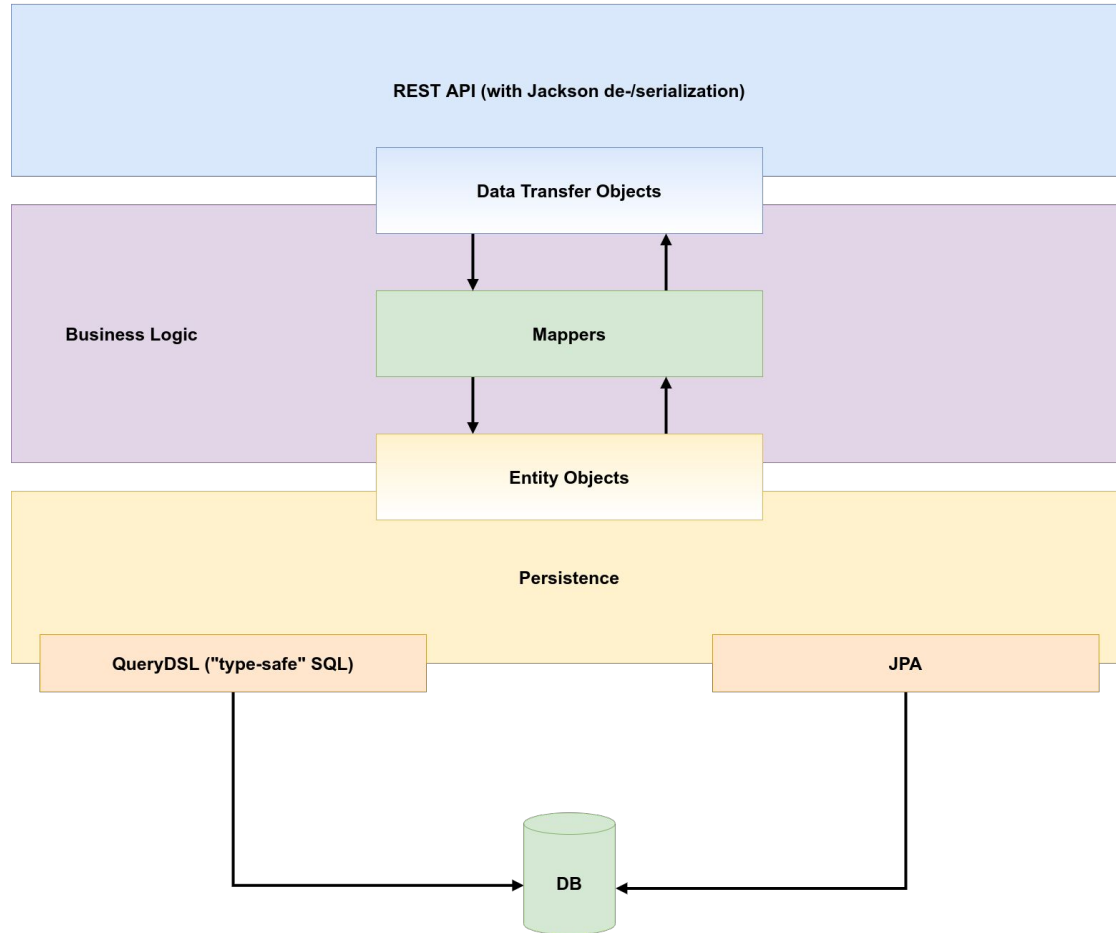 REST API (with Jackson de-/serialization)
Data Transfer Objects
Business Logic
Mappers
Entity Objects
Persistence
QueryDSL ("type-safe" SQL)
JPA
DB